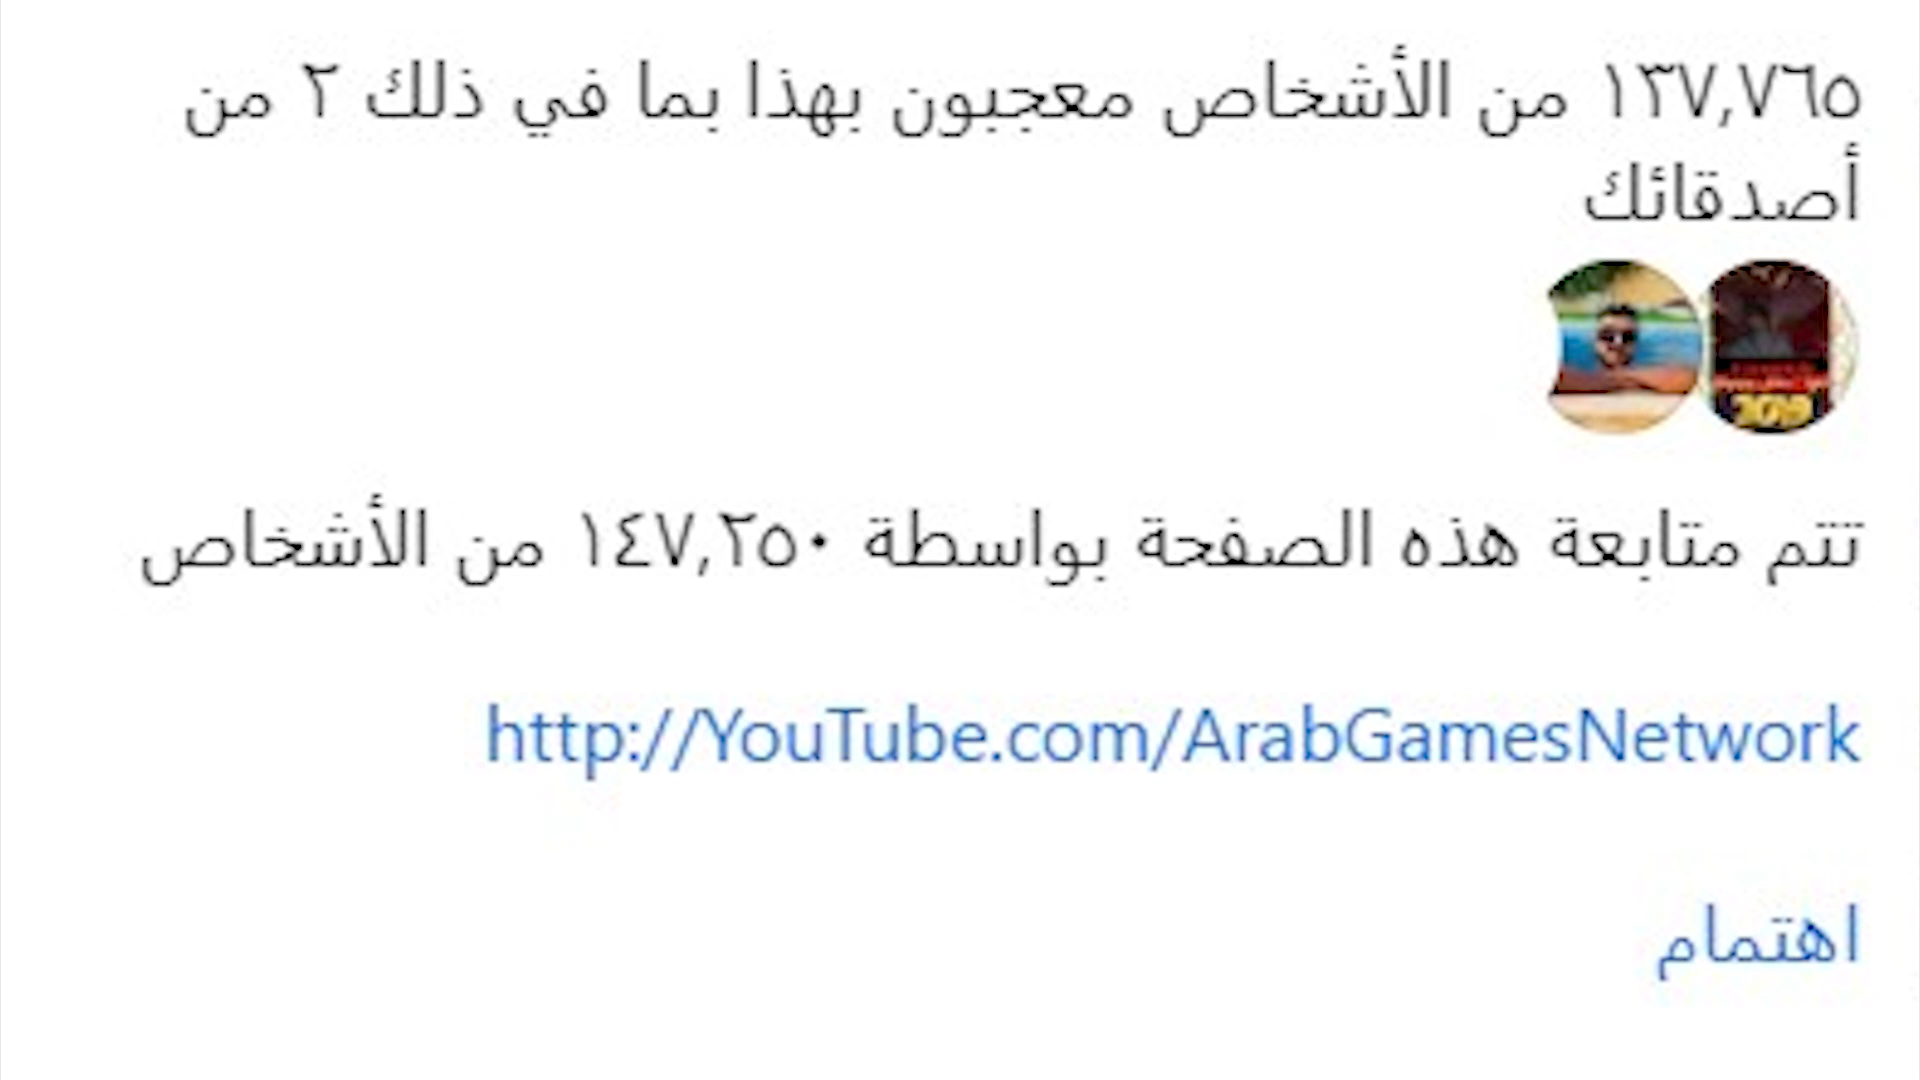 ١٣٧,٧٦٥ من الأشخاص معجبون بهذا بما في ذلك ٢ من
أصدقائك
2019
تتم متابعة هذه الصفحة بواسطة ١٤٧,٢٥٠ من الأشخاص
http://YouTube.com/ArabGamesNetwork
اهتمام